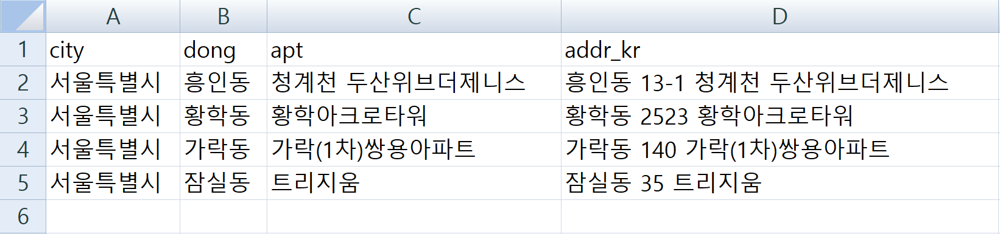 A B C D
1 city dong apt addr_kr
2 서울특별시 흥인동 청계천 두산위브더제니스 흥인동 13-1 청계천 두산위브더제니스
3 서울특별시 황학동 황학아크로타워 황학동 2523 황학아크로타워
4 서울특별시 가락동 가락(1차)쌍용아파트 가락동 140 가락(1차)쌍용아파트
5 서울특별시 잠실동 트리지움 잠실동 35 트리지움
6